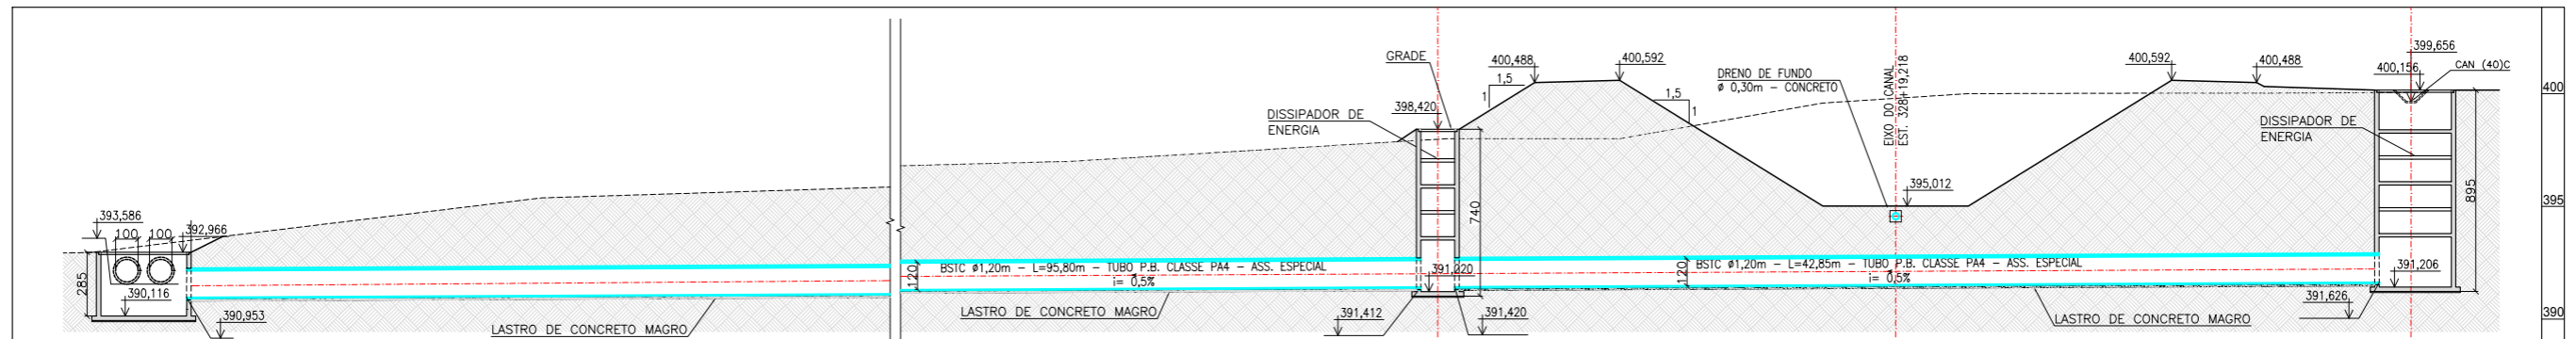 393,586
100
100
392,966
285
390,116
390,953
LASTRO DE CONCRETO MAGRO
120
BSTC ø1,20m - L=95,80m - TUBO P.B. CLASSE PA4 - ASS. ESPECIAL
i= 0,5%
LASTRO DE CONCRETO MAGRO
GRADE
398,420
DISSIPADOR DE
ENERGIA
740
391,220
391,412
391,420
400,488
1,5
1
400,592
1,5
1
DRENO DE FUNDO
ø 0,30m - CONCRETO
EIXO DO CANAL
EST. 328+19,218
395,012
120
BSTC ø1,20m - L=42,85m - TUBO P.B. CLASSE PA4 - ASS. ESPECIAL
i= 0,5%
LASTRO DE CONCRETO MAGRO
400,592
400,488
399,656
400,156
CAN (40)C
DISSIPADOR DE
ENERGIA
895
391,206
391,626
400
395
390